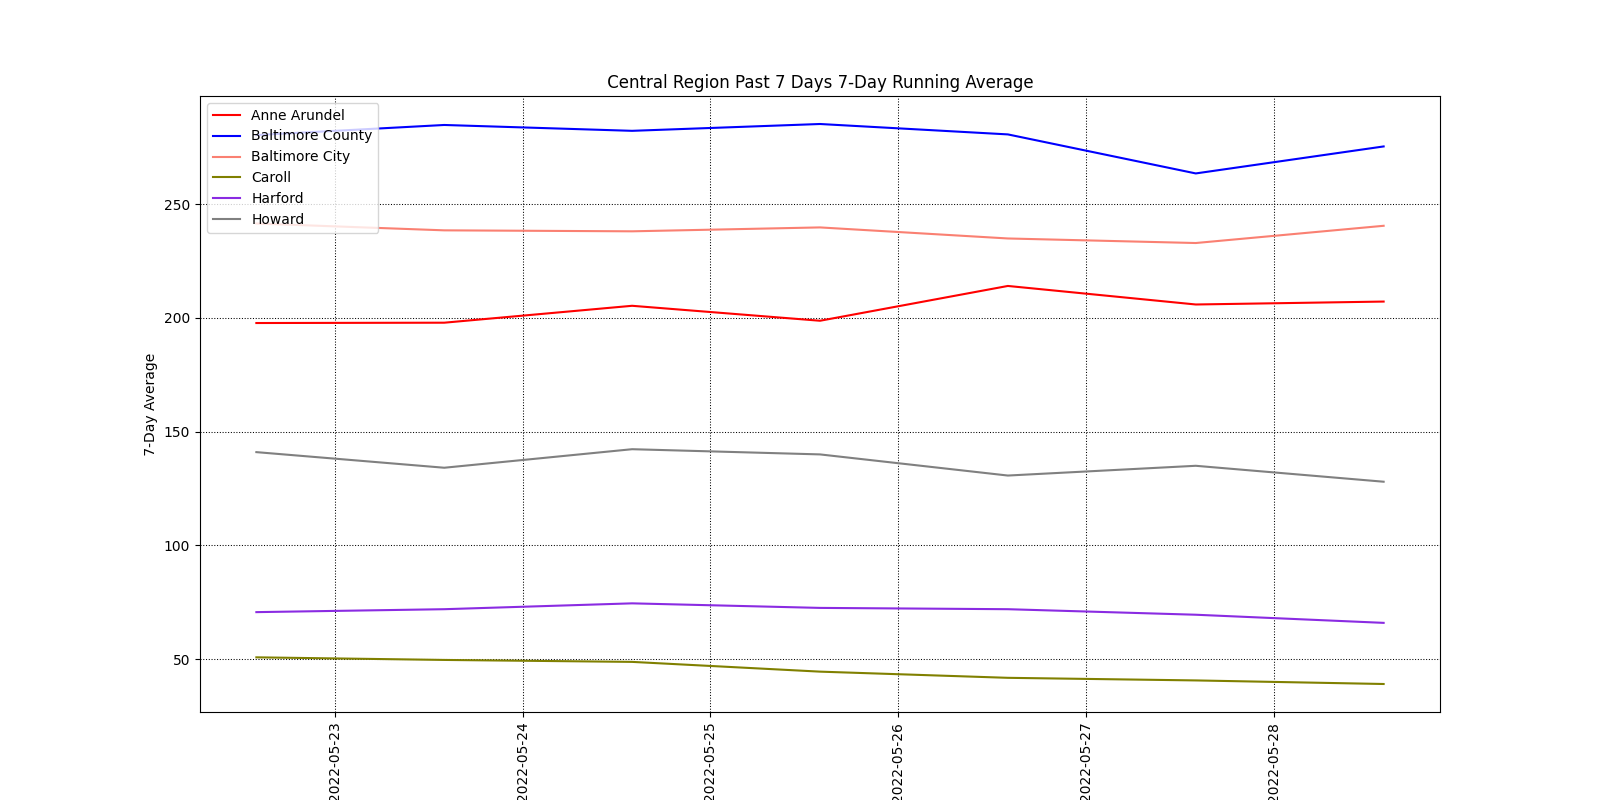 Central Region Past 7 Days 7-Day Running Average
Anne Arundel
Baltimore County
Baltimore City
Caroll
Harford
Howard
7-Day Average
250
200
150
100
50
2022-05-23
2022-05-24
2022-05-25
2022-05-26
2022-05-27
2022-05-28